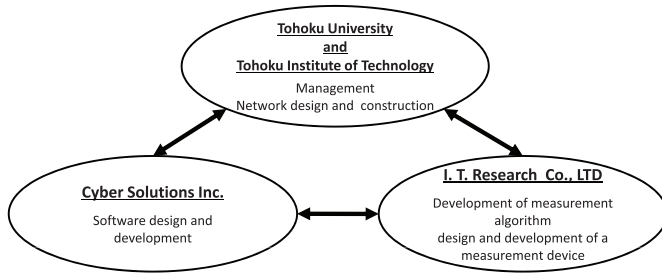 Tohoku University
and
Tohoku Institute of Technology
Management
Network design and construction
Cyber Solutions Inc.
Software design and
development
I. T. Research Co., LTD
Development of measurement
algorithm
design and development of a
measurement device